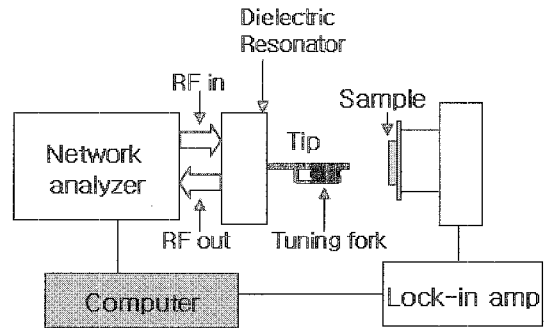 Dielectric
Resonator
RF in
Sample
Network
analyzer
Tip
RF out
Tuning fork
Computer
Lock-in amp